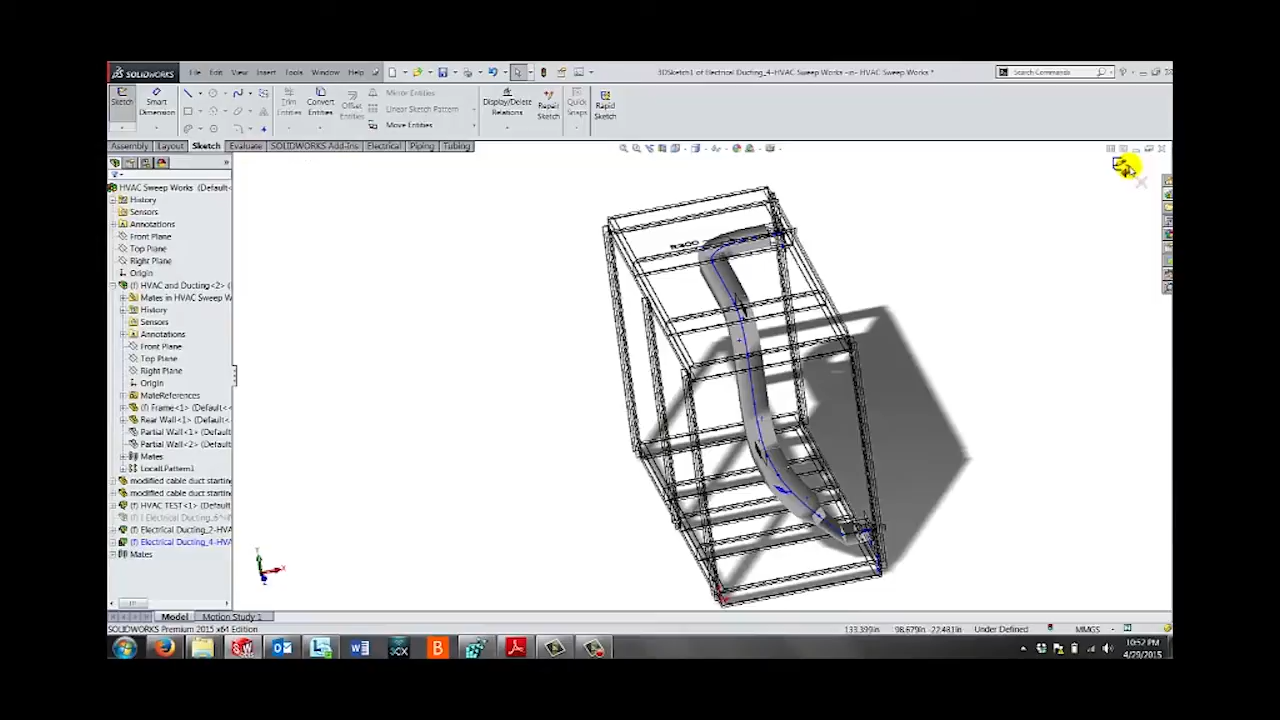 SOLIDWORKS File Edit View Insert Tools Window Help 3DSketch1 of Electrical Ducting_4-HVAC Sweep Works -in- HVAC Sweep Works * Search Commands
Sketch Smart Dimension Trim Entities Convert Entities Offset Entities Mirror Entities Linear Sketch Pattern Move Entities Display/Delete Relations Repair Sketch Quick Snaps Rapid Sketch
Assembly Layout Sketch Evaluate SOLIDWORKS Add-Ins Electrical Piping Tubing
HVAC Sweep Works (Default<
History
Sensors
Annotations
Front Plane
Top Plane
Right Plane
Origin
(f) HVAC and Ducting<2> (
Mates in HVAC Sweep W
History
Sensors
Annotations
Front Plane
Top Plane
Right Plane
Origin
MateReferences
(f) Frame<1> (Default<<
Rear Wall<1> (Default<
Partial Wall<1> (Default
Partial Wall<2> (Default
Mates
LocalLPattern1
modified cable duct startin
modified cable duct startin
(f) HVAC TEST<1> (Default
(f) Electrical Ducting_2-HVA
(f) Electrical Ducting_4-HVA
Mates
R300
Model Motion Study 1
SOLIDWORKS Premium 2015 x64 Edition 133.399in 98.679in -22.481in Under Defined MMGS
10:52 PM
4/29/2015